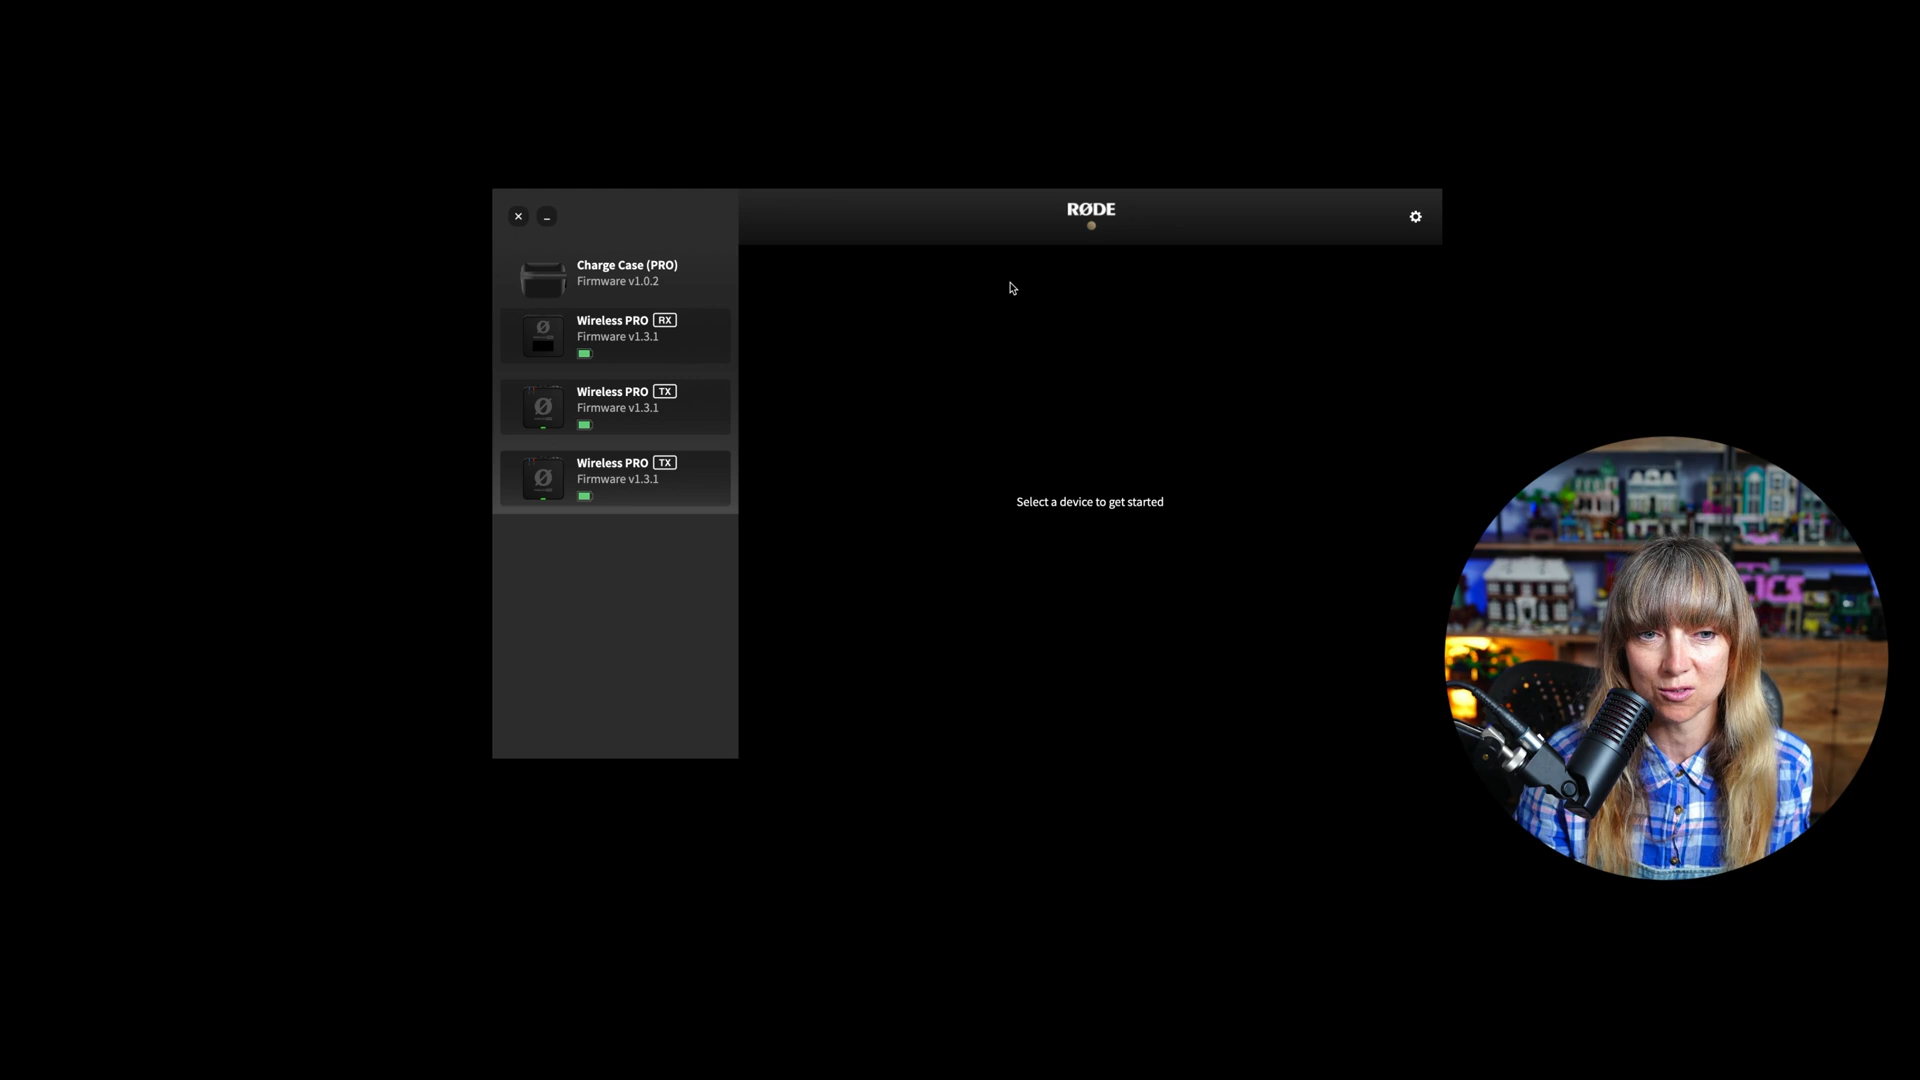 RØDE
Charge Case (PRO)
Firmware v1.0.2
Wireless PRO RX
Firmware v1.3.1
Wireless PRO TX
Firmware v1.3.1
Wireless PRO TX
Firmware v1.3.1
Select a device to get started